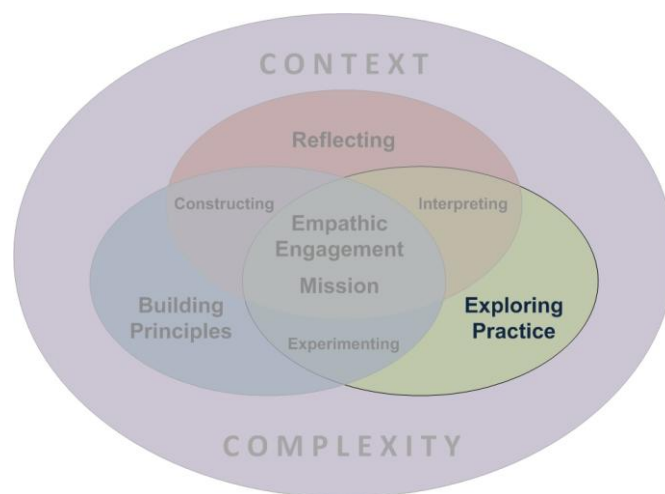 CONTEXT
Reflecting
Constructing
Interpreting
Empathic
Engagement
Mission
Building
Principles
Exploring
Practice
Experimenting
COMPLEXITY